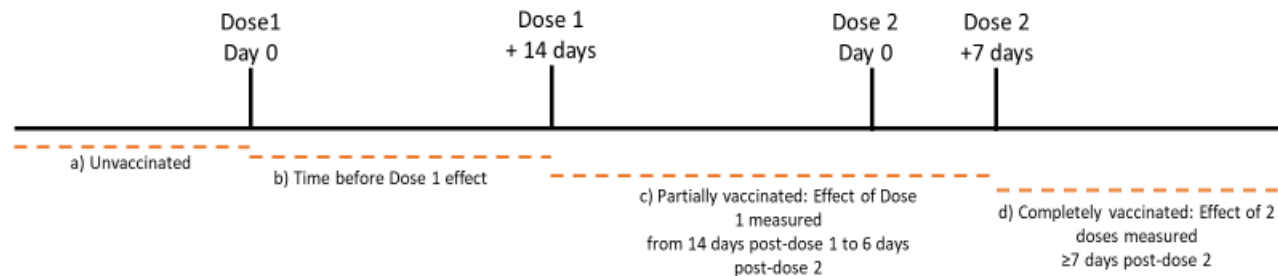 Dose1
Day 0
Dose 1
+ 14 days
Dose 2
Day 0
Dose 2
+7 days
a) Unvaccinated
b) Time before Dose 1 effect
c) Partially vaccinated: Effect of Dose
1 measured
from 14 days post-dose 1 to 6 days
post-dose 2
d) Completely vaccinated: Effect of 2
doses measured
≥7 days post-dose 2